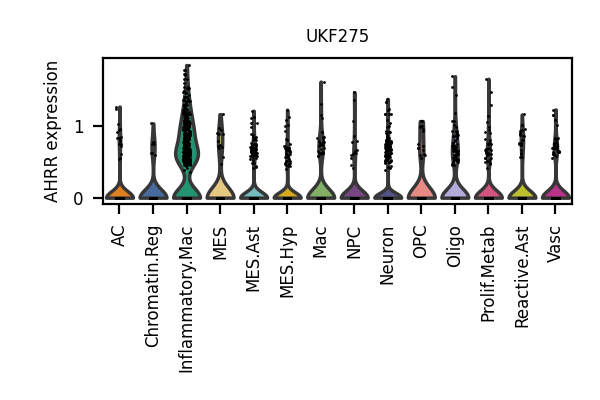 UKF275
AHRR expression
1
0
AC
Chromatin.Reg
Inflammatory.Mac
MES
MES.Ast
MES.Hyp
Mac
NPC
Neuron
OPC
Oligo
Prolif.Metab
Reactive.Ast
Vasc